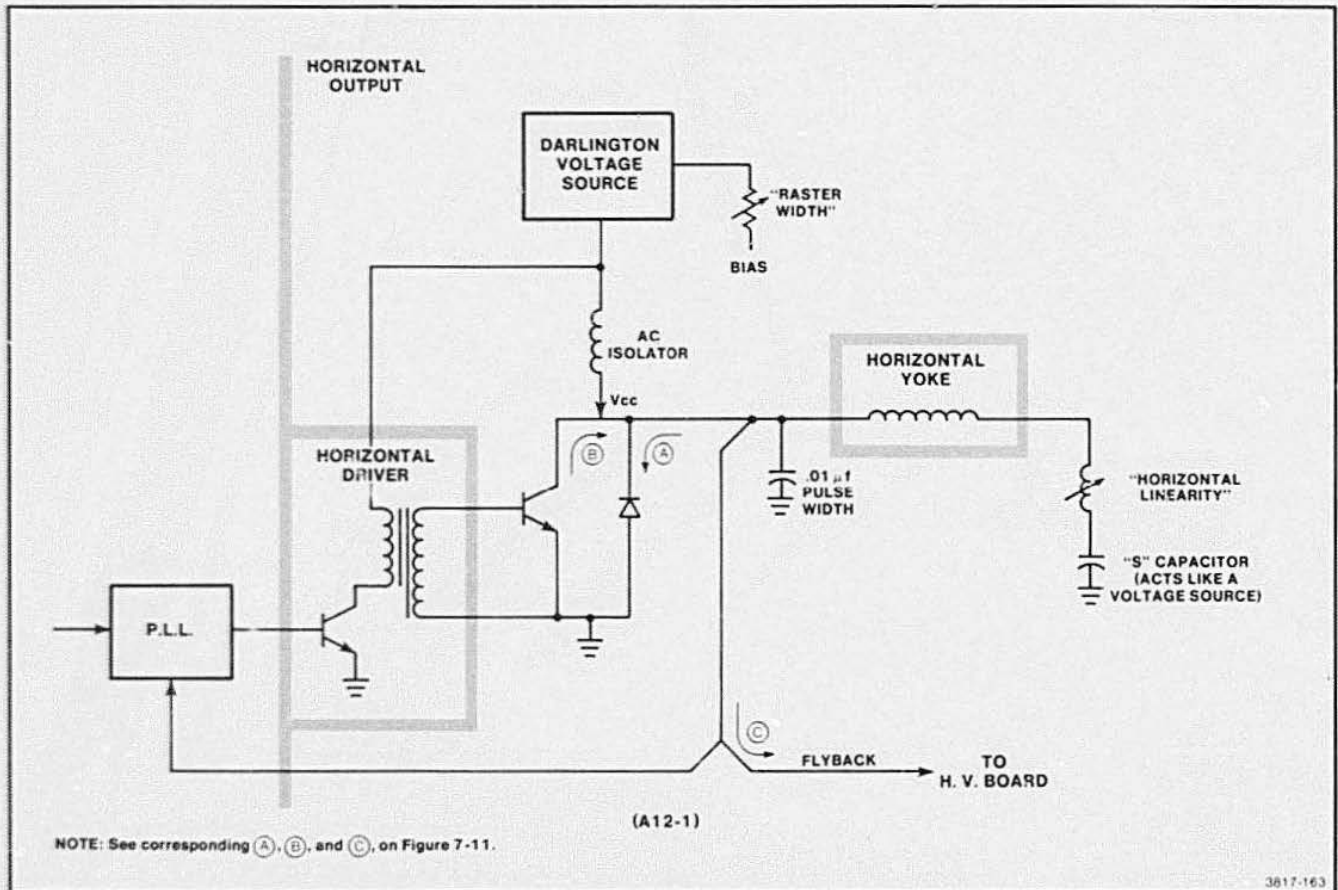 HORIZONTAL
OUTPUT
DARLINGTON
VOLTAGE
SOURCE
"RASTER
WIDTH"
BIAS
AC
ISOLATOR
Vcc
HORIZONTAL
YOKE
HORIZONTAL
DRIVER
B
A
.01 µf
PULSE
WIDTH
"HORIZONTAL
LINEARITY"
"S" CAPACITOR
(ACTS LIKE A
VOLTAGE SOURCE)
P.L.L.
C
FLYBACK
TO
H. V. BOARD
(A12-1)
NOTE: See corresponding Ⓐ, Ⓑ, and Ⓒ, on Figure 7-11.
3817-163